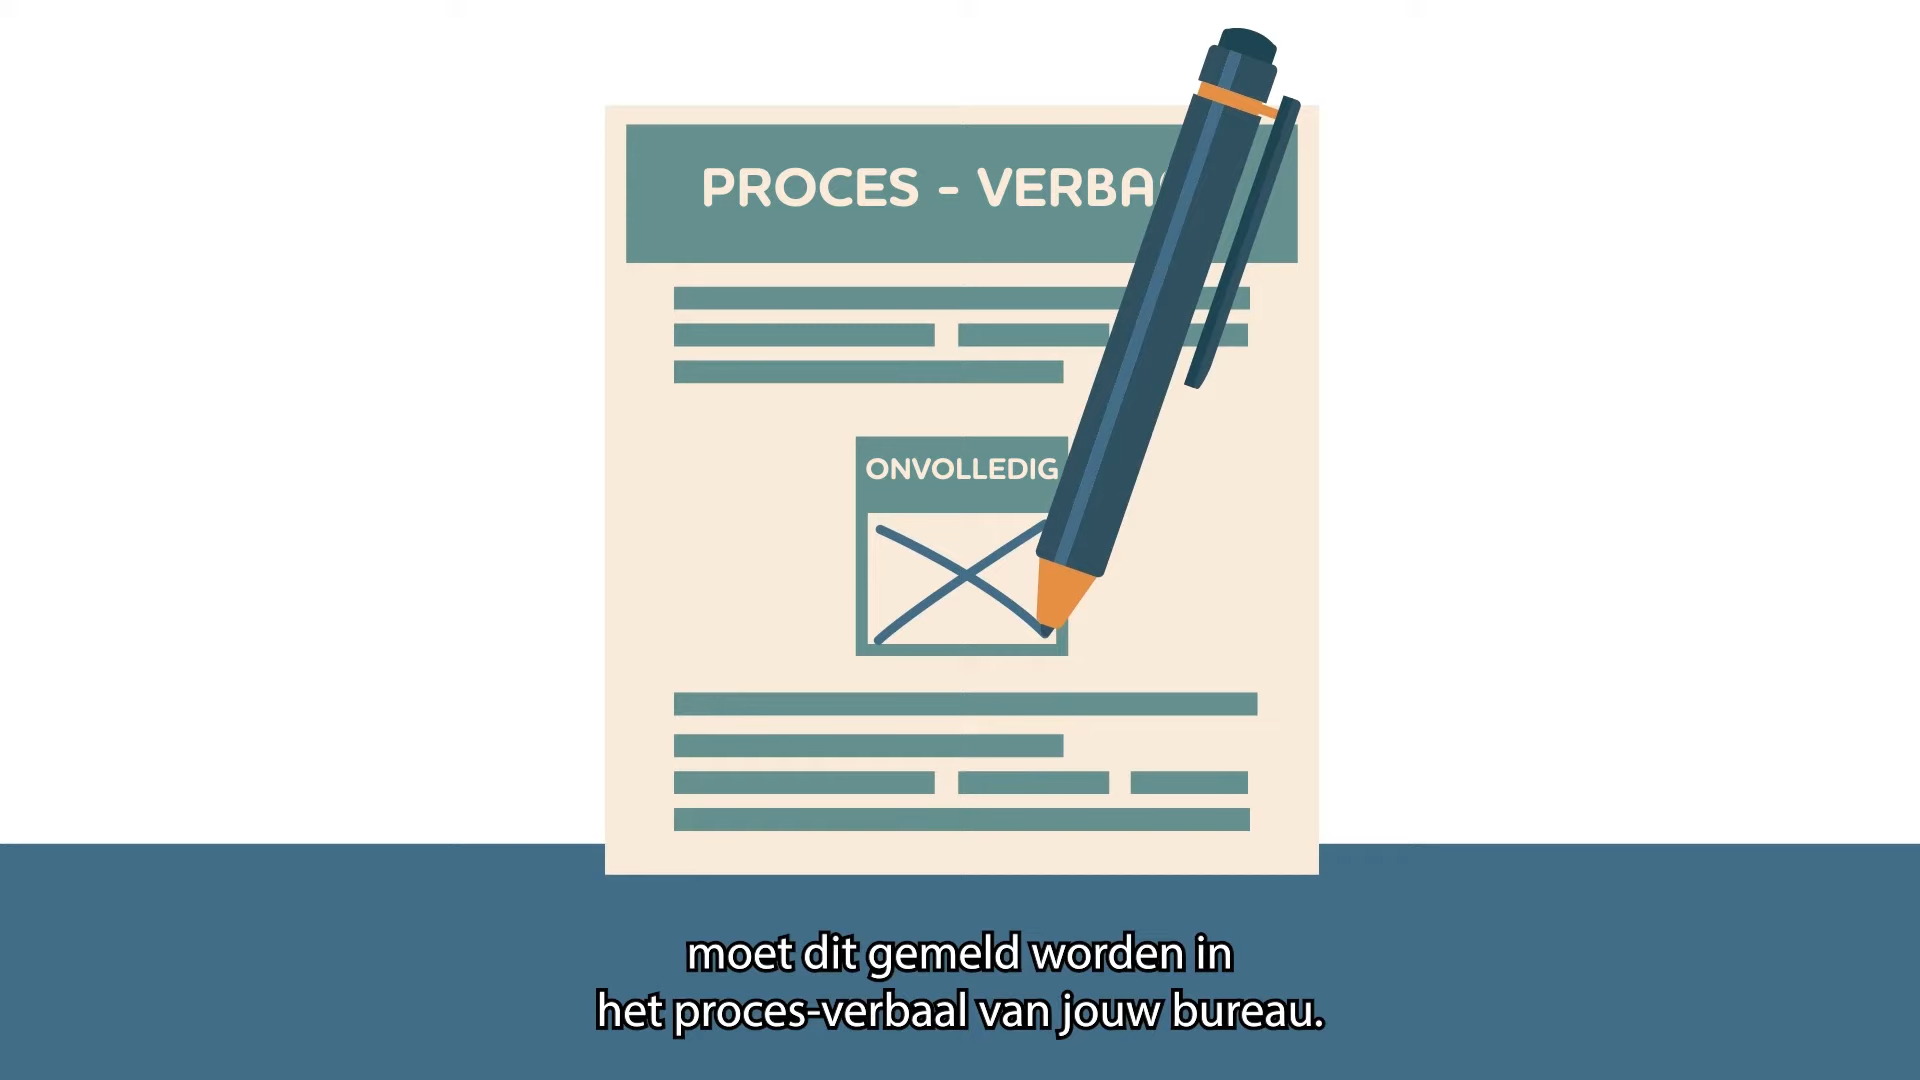 PROCES - VERBA
ONVOLLEDIG
moet dit gemeld worden in
het proces-verbaal van jouw bureau.